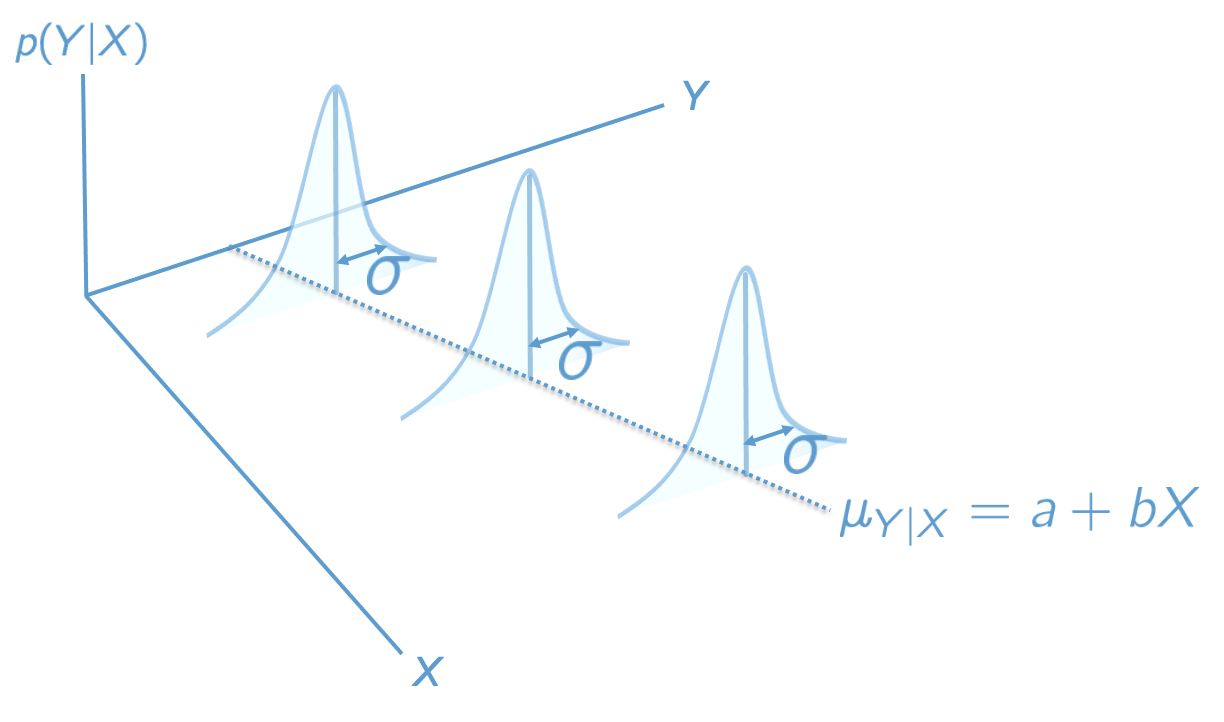 p(Y|X)
Y
σ
σ
σ
μ_{Y|X} = a + bX
X